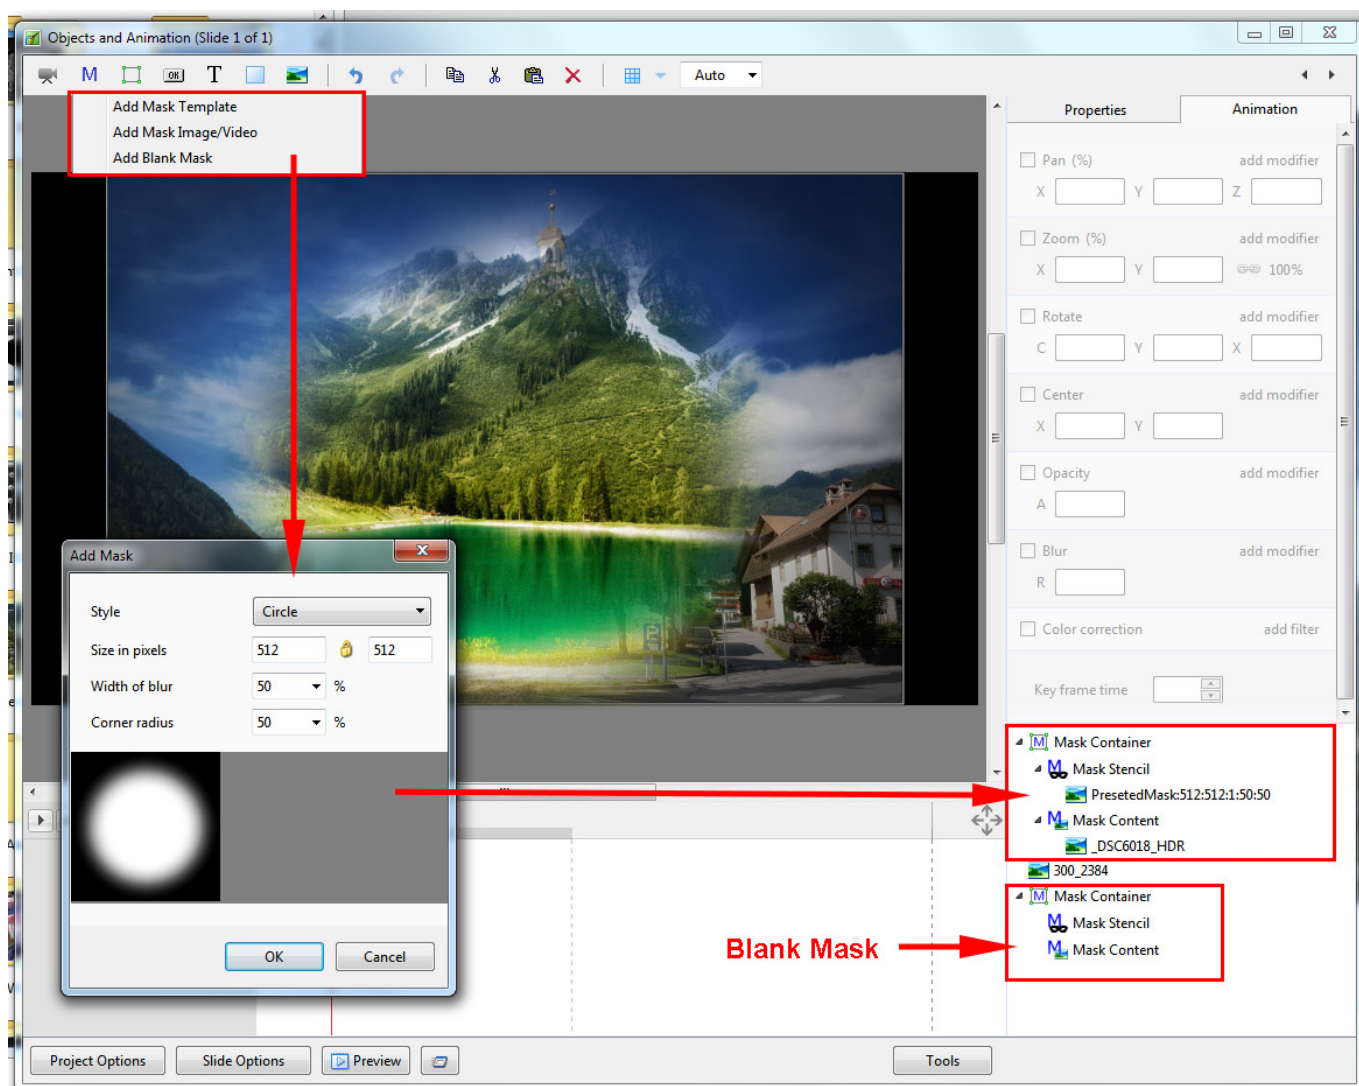 Objects and Animation (Slide 1 of 1)
M OK T Auto
Add Mask Template
Add Mask Image/Video
Add Blank Mask
Properties Animation
Pan (%) add modifier
X Y Z
Zoom (%) add modifier
X Y 100%
Rotate add modifier
C Y X
Center add modifier
X Y
Opacity add modifier
A
Blur add modifier
R
Color correction add filter
Key frame time
Add Mask
Style Circle
Size in pixels 512 512
Width of blur 50 %
Corner radius 50 %
OK Cancel
M Mask Container
M Mask Stencil
PresetedMask:512:512:1:50:50
M Mask Content
_DSC6018_HDR
300_2384
M Mask Container
M Mask Stencil
M Mask Content
Blank Mask
Project Options Slide Options Preview Tools